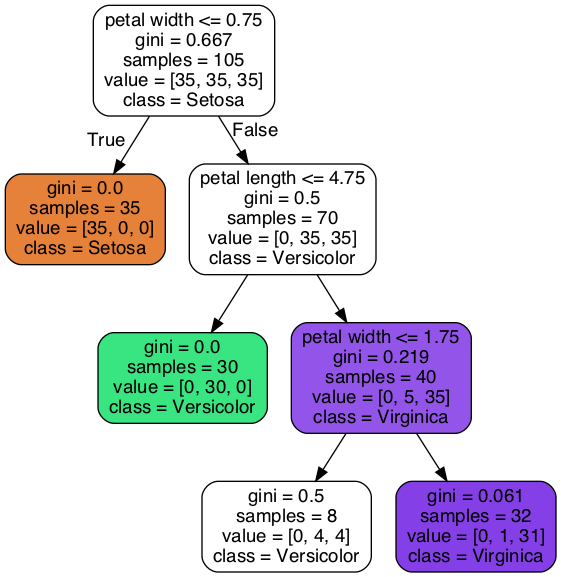 petal width <= 0.75
gini = 0.667
samples = 105
value = [35, 35, 35]
class = Setosa
True
False
gini = 0.0
samples = 35
value = [35, 0, 0]
class = Setosa
petal length <= 4.75
gini = 0.5
samples = 70
value = [0, 35, 35]
class = Versicolor
gini = 0.0
samples = 30
value = [0, 30, 0]
class = Versicolor
petal width <= 1.75
gini = 0.219
samples = 40
value = [0, 5, 35]
class = Virginica
gini = 0.5
samples = 8
value = [0, 4, 4]
class = Versicolor
gini = 0.061
samples = 32
value = [0, 1, 31]
class = Virginica